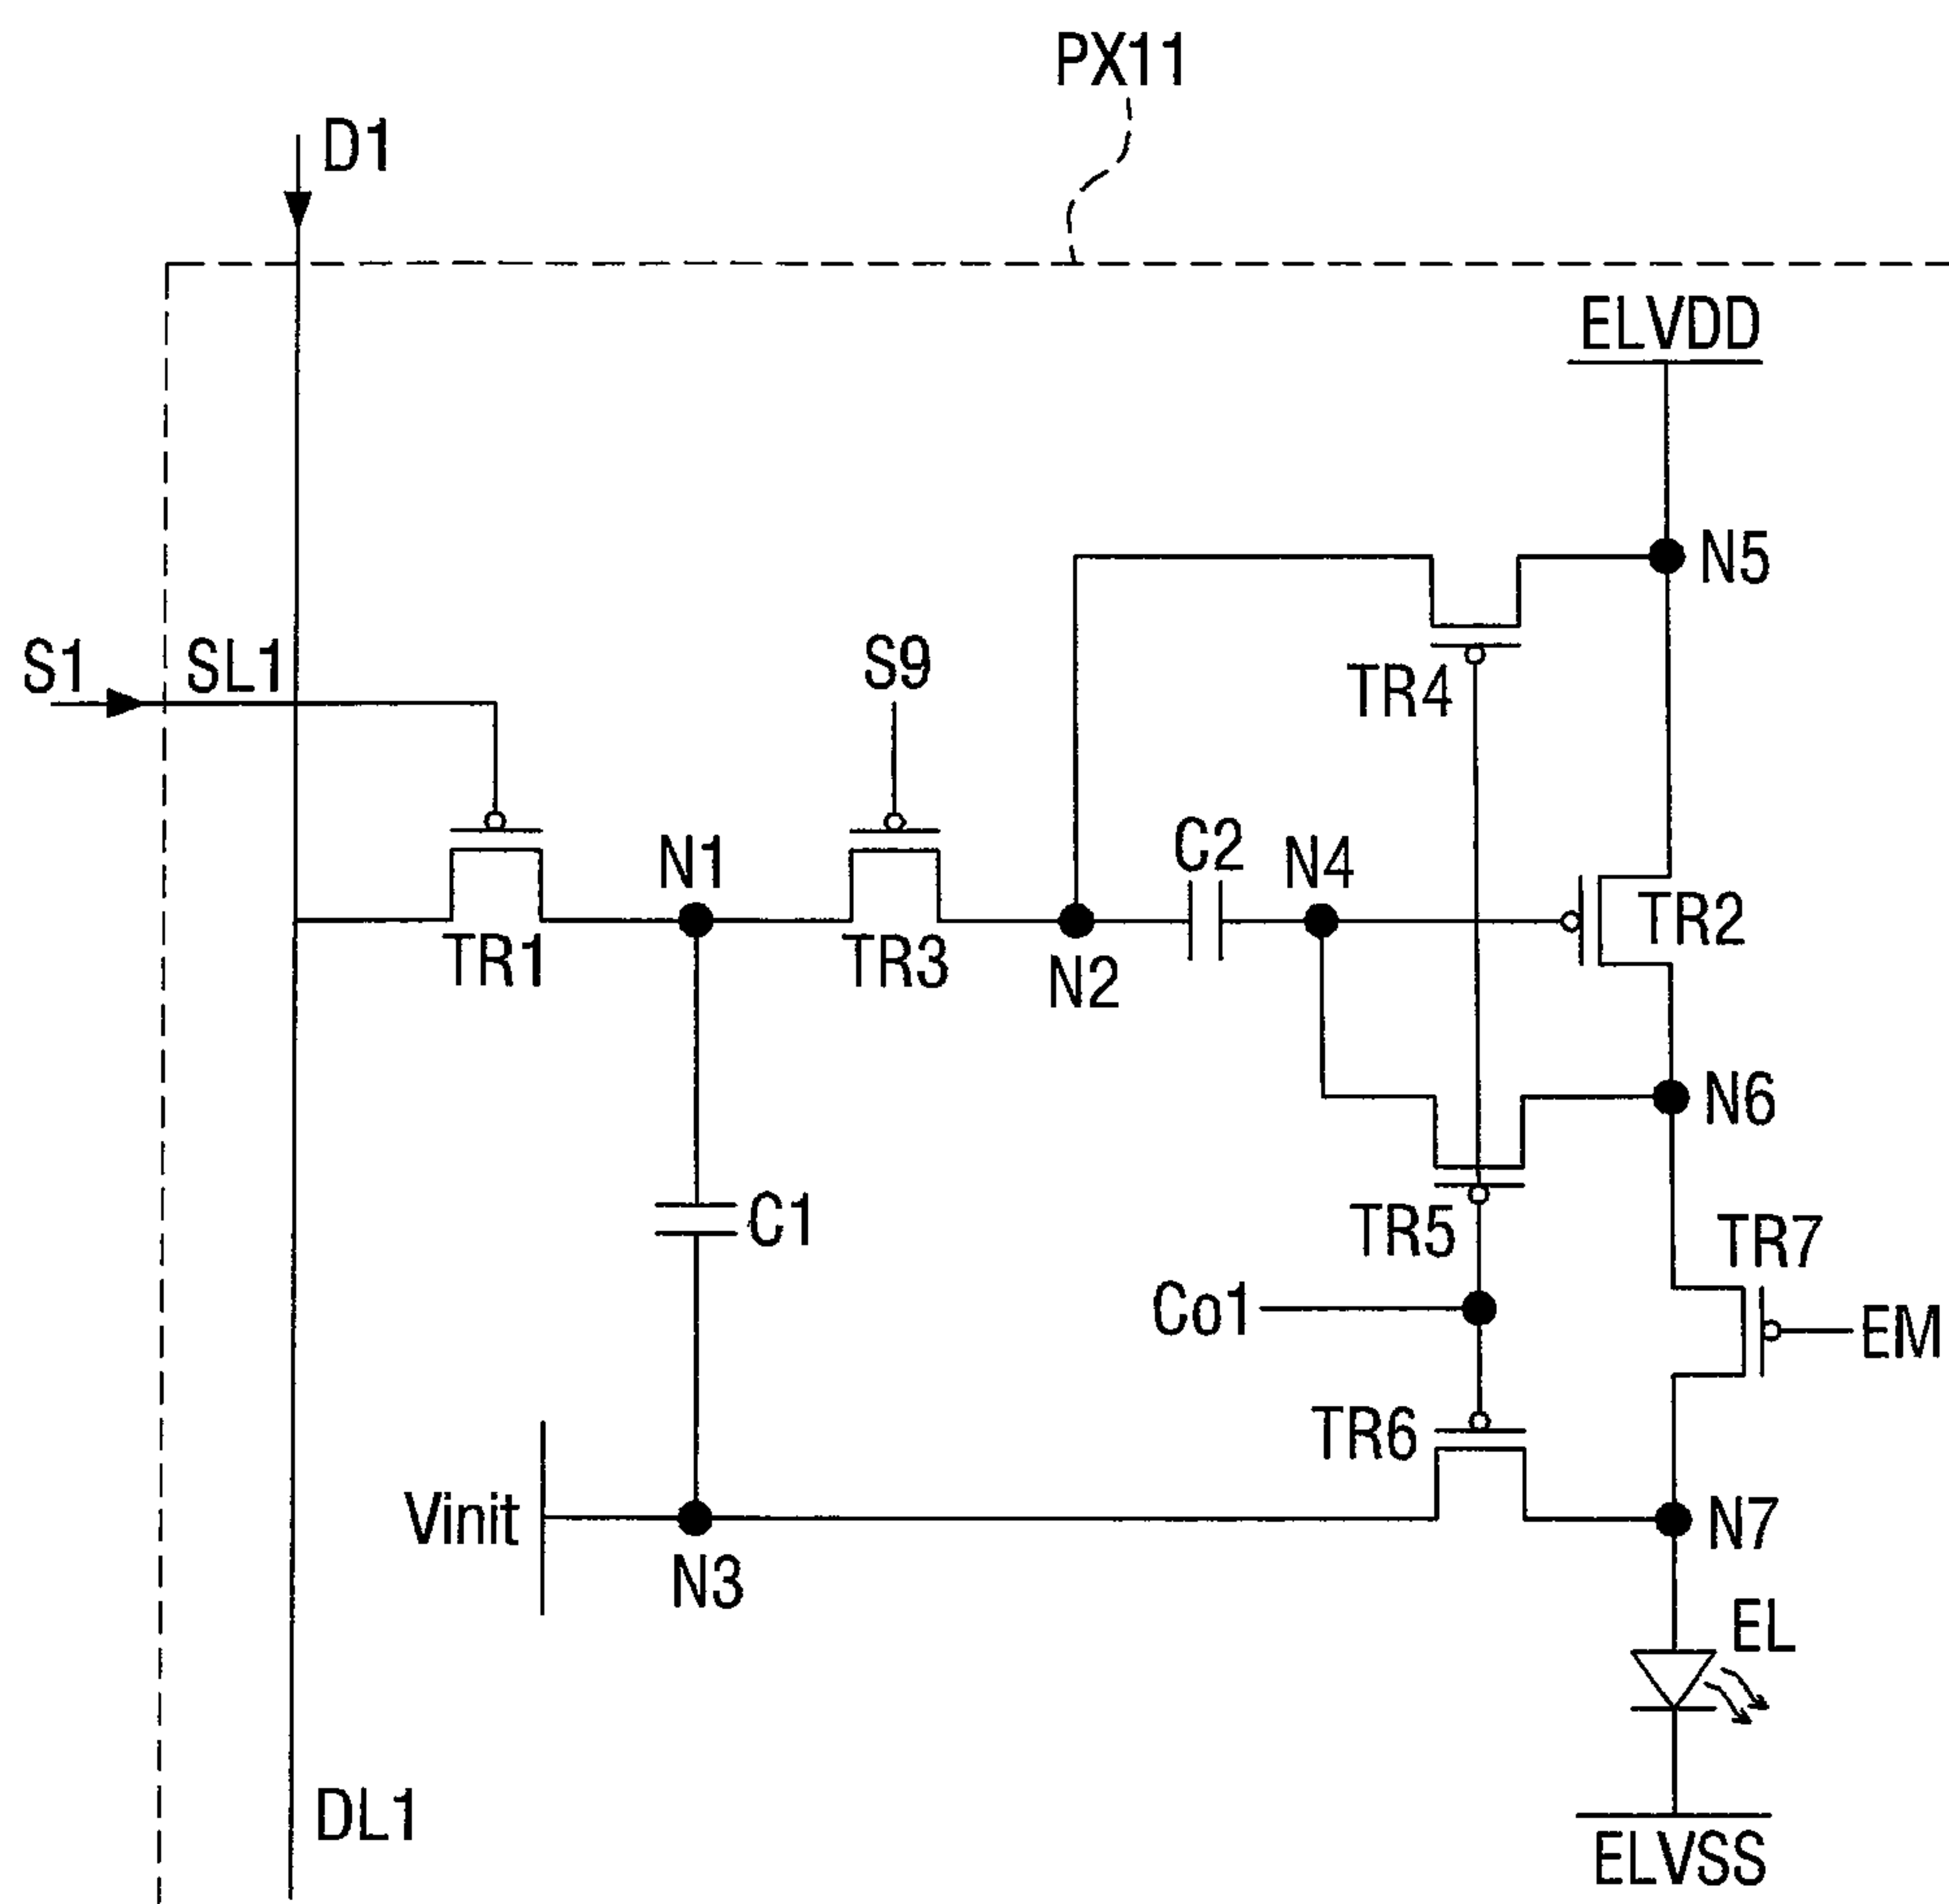 PX11
D1
ELVDD
N5
S1
SL1
S9
TR4
N1
C2
N4
TR2
TR1
TR3
N2
N6
C1
TR5
TR7
Co1
EM
TR6
Vinit
N3
N7
EL
DL1
ELVSS